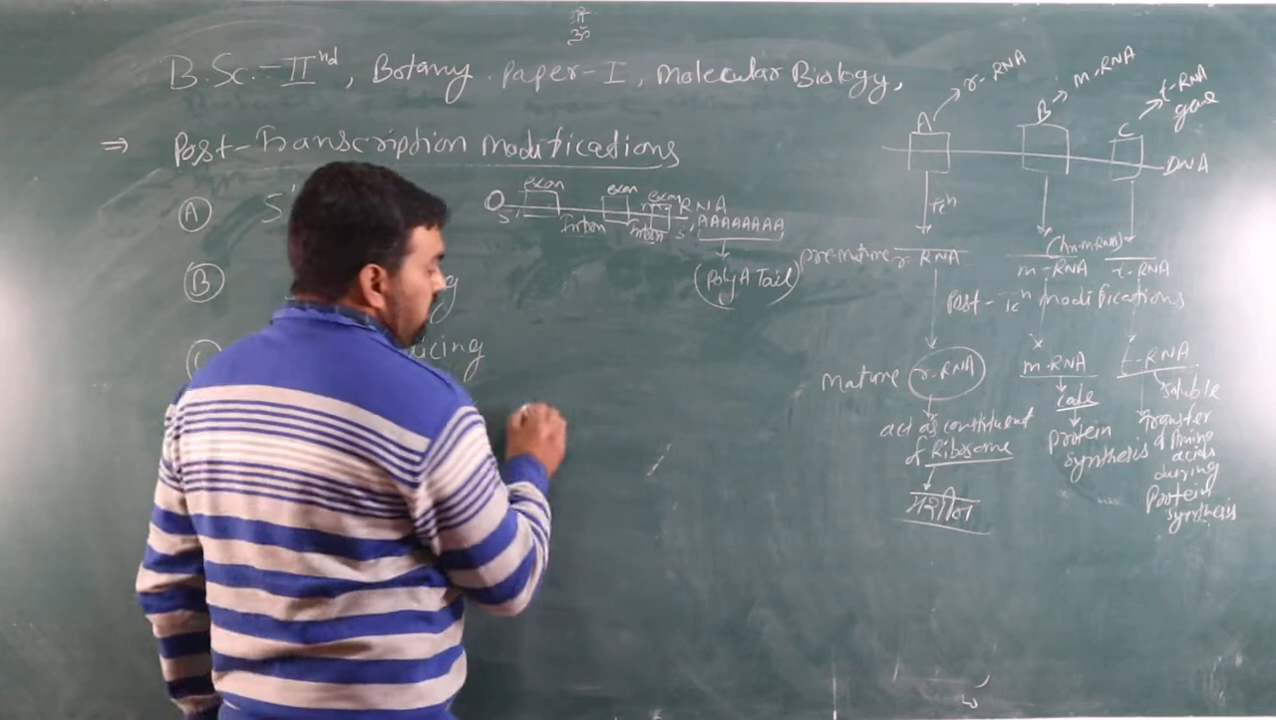 B.Sc.-IInd, Botany. Paper-I, Molecular Biology,
⇒ Post-Transcription modifications
A 5'
B g
C icing
exon exon exon RNA
5' Intron Intron AAAAAAAA
(Poly A Tail)
A r-RNA
B m-RNA
C t-RNA gene
DNA
Tcn
r-RNA
(hn-m-RNA)
m-RNA t-RNA
Post-Tcn modifications
mature r-RNA
act as constituent
of Ribosome
मशीन
m-RNA
code
protein
synthesis
-RNA
soluble
transfer
of Amino
acids
during
Protein
synthesis